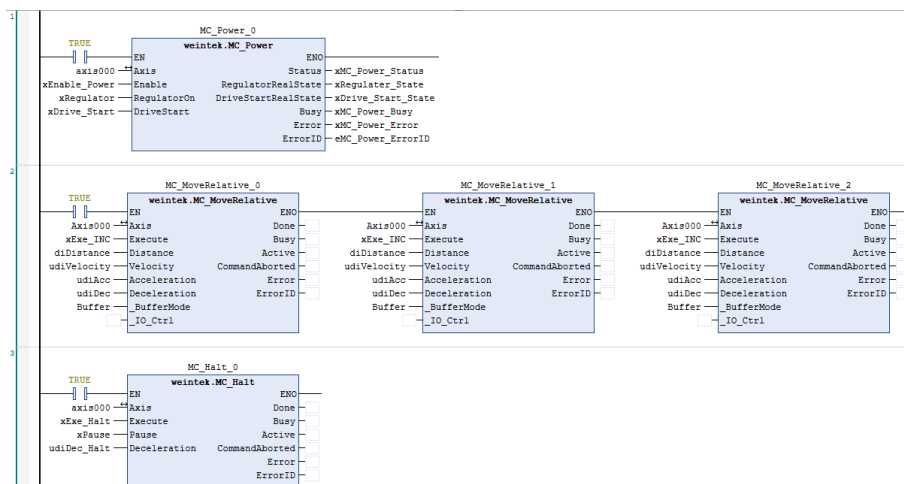 1
MC_Power_0
TRUE weintek.MC_Power
EN ENO
axis000 Axis Status xMC_Power_Status
xEnable_Power Enable RegulatorRealState xRegulater_State
xRegulator RegulatorOn DriveStartRealState xDrive_Start_State
xDrive_Start DriveStart Busy xMC_Power_Busy
Error xMC_Power_Error
ErrorID eMC_Power_ErrorID
2
MC_MoveRelative_0 MC_MoveRelative_1 MC_MoveRelative_2
TRUE weintek.MC_MoveRelative weintek.MC_MoveRelative weintek.MC_MoveRelative
EN ENO EN ENO EN ENO
Axis000 Axis Done Axis000 Axis Done Axis000 Axis Done
xExe_INC Execute Busy xExe_INC Execute Busy xExe_INC Execute Busy
diDistance Distance Active diDistance Distance Active diDistance Distance Active
udiVelocity Velocity CommandAborted udiVelocity Velocity CommandAborted udiVelocity Velocity CommandAborted
udiAcc Acceleration Error udiAcc Acceleration Error udiAcc Acceleration Error
udiDec Deceleration ErrorID udiDec Deceleration ErrorID udiDec Deceleration ErrorID
Buffer _BufferMode Buffer _BufferMode Buffer _BufferMode
_IO_Ctrl _IO_Ctrl _IO_Ctrl
3
MC_Halt_0
TRUE weintek.MC_Halt
EN ENO
axis000 Axis Done
xExe_Halt Execute Busy
xPause Pause Active
udiDec_Halt Deceleration CommandAborted
Error
ErrorID